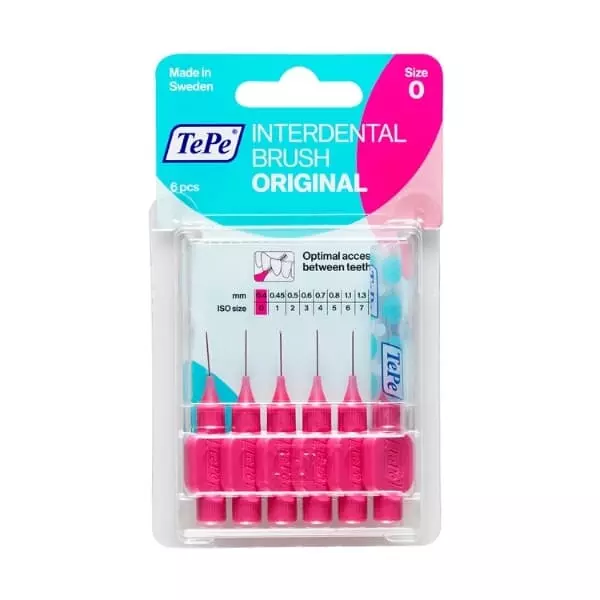 Made in
Sweden
Size
0
TePe
INTERDENTAL
BRUSH
ORIGINAL
6 pcs
Optimal acces
between teeth
mm 0.4 0.45 0.5 0.6 0.7 0.8 1.1 1.3
ISO size 0 1 2 3 4 5 6 7
TePe